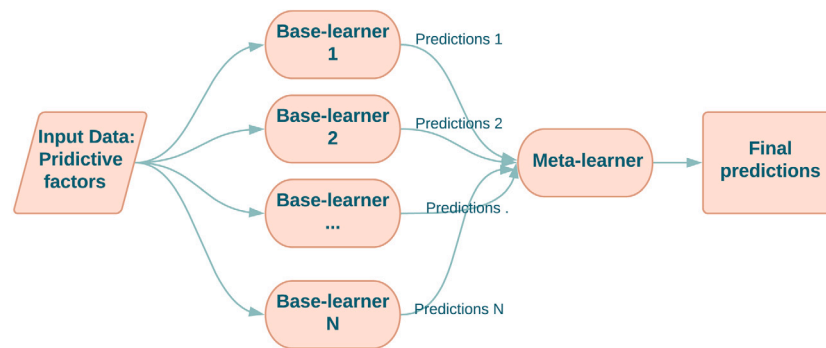 Input Data:
Pridictive
factors
Base-learner
1
Base-learner
2
Base-learner
...
Base-learner
N
Predictions 1
Predictions 2
Predictions .
Predictions N
Meta-learner
Final
predictions